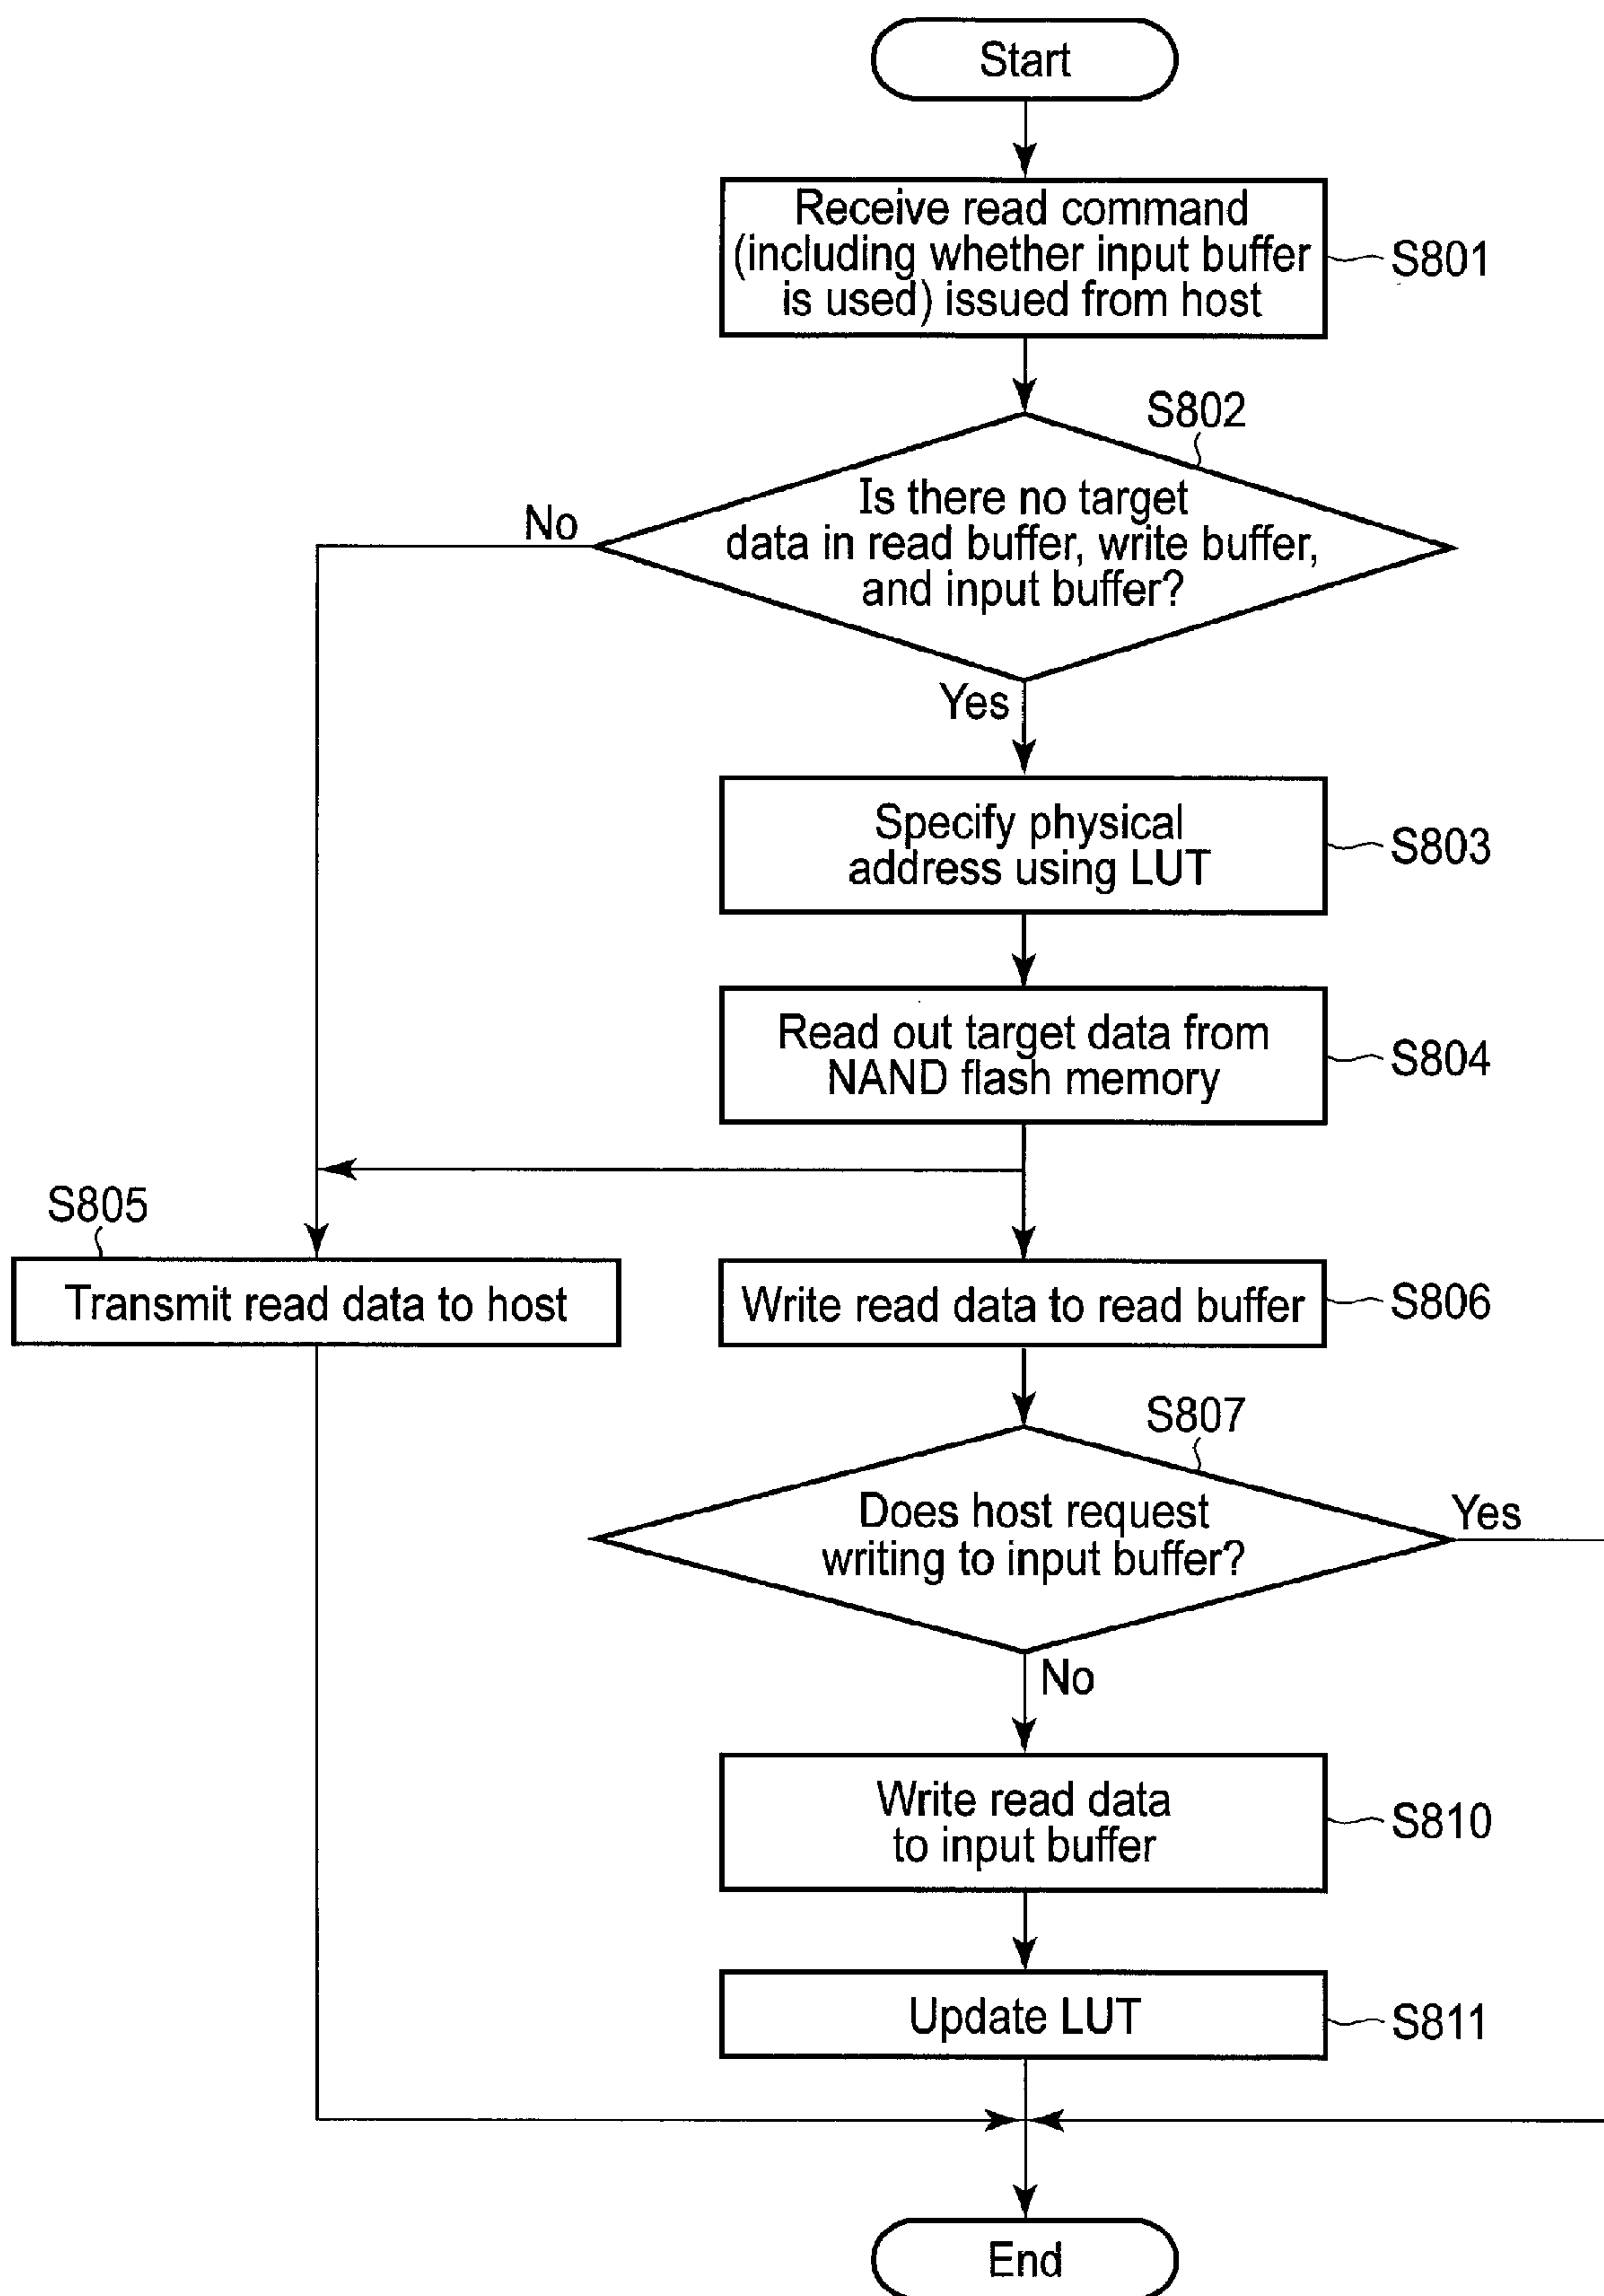 Start
Receive read command
(including whether input buffer
is used) issued from host
S801
S802
Is there no target
data in read buffer, write buffer,
and input buffer?
No
Yes
Specify physical
address using LUT
S803
Read out target data from
NAND flash memory
S804
S805
Transmit read data to host
Write read data to read buffer
S806
S807
Does host request
writing to input buffer?
Yes
No
Write read data
to input buffer
S810
Update LUT
S811
End